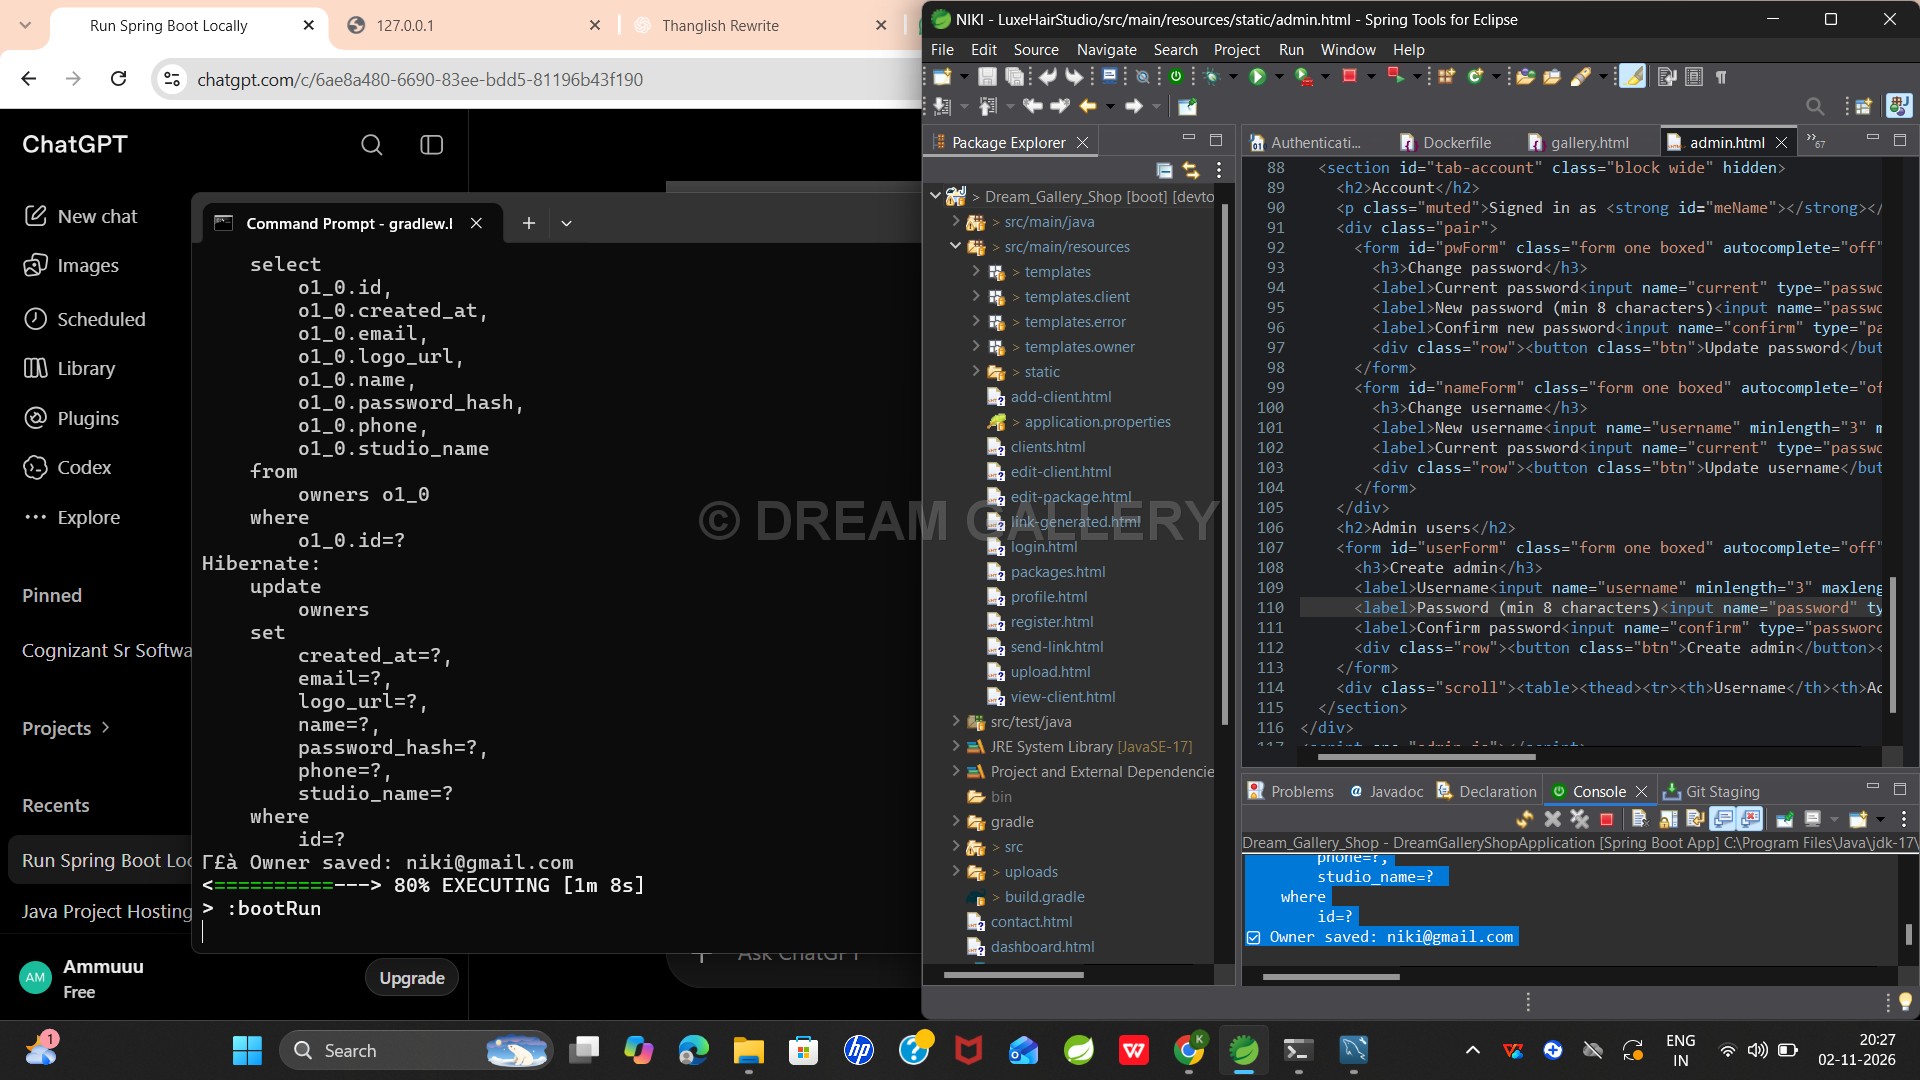 Run Spring Boot Locally
127.0.0.1
Thanglish Rewrite
chatgpt.com/c/6ae8a480-6690-83ee-bdd5-81196b43f190
ChatGPT
New chat
Images
Scheduled
Library
Plugins
Codex
Explore
Pinned
Cognizant Sr Softwa
Projects
Recents
Run Spring Boot Loc
Java Project Hosting
AM
Ammuuu
Free
Upgrade
Ask ChatGPT
Command Prompt - gradlew.l
select
o1_0.id,
o1_0.created_at,
o1_0.email,
o1_0.logo_url,
o1_0.name,
o1_0.password_hash,
o1_0.phone,
o1_0.studio_name
from
owners o1_0
where
o1_0.id=?
Hibernate:
update
owners
set
created_at=?,
email=?,
logo_url=?,
name=?,
password_hash=?,
phone=?,
studio_name=?
where
id=?
Γ£à Owner saved: niki@gmail.com
<==========---> 80% EXECUTING [1m 8s]
> :bootRun
© DREAM GALLERY
NIKI - LuxeHairStudio/src/main/resources/static/admin.html - Spring Tools for Eclipse
File Edit Source Navigate Search Project Run Window Help
Package Explorer
> Dream_Gallery_Shop [boot] [devto
> src/main/java
> src/main/resources
> templates
> templates.client
> templates.error
> templates.owner
> static
add-client.html
> application.properties
clients.html
edit-client.html
edit-package.html
link-generated.html
login.html
packages.html
profile.html
register.html
send-link.html
upload.html
view-client.html
src/test/java
JRE System Library [JavaSE-17]
Project and External Dependencie
bin
gradle
> src
> uploads
> build.gradle
contact.html
dashboard.html
Authenticati...
Dockerfile
gallery.html
admin.html
»67
88 <section id="tab-account" class="block wide" hidden>
89 <h2>Account</h2>
90 <p class="muted">Signed in as <strong id="meName"></strong></
91 <div class="pair">
92 <form id="pwForm" class="form one boxed" autocomplete="off"
93 <h3>Change password</h3>
94 <label>Current password<input name="current" type="passwo
95 <label>New password (min 8 characters)<input name="passwo
96 <label>Confirm new password<input name="confirm" type="pa
97 <div class="row"><button class="btn">Update password</but
98 </form>
99 <form id="nameForm" class="form one boxed" autocomplete="of
100 <h3>Change username</h3>
101 <label>New username<input name="username" minlength="3" m
102 <label>Current password<input name="current" type="passwo
103 <div class="row"><button class="btn">Update username</but
104 </form>
105 </div>
106 <h2>Admin users</h2>
107 <form id="userForm" class="form one boxed" autocomplete="off"
108 <h3>Create admin</h3>
109 <label>Username<input name="username" minlength="3" maxleng
110 <label>Password (min 8 characters)<input name="password" ty
111 <label>Confirm password<input name="confirm" type="password
112 <div class="row"><button class="btn">Create admin</button><
113 </form>
114 <div class="scroll"><table><thead><tr><th>Username</th><th>Ac
115 </section>
116 </div>
Problems
Javadoc
Declaration
Console
Git Staging
Dream_Gallery_Shop - DreamGalleryShopApplication [Spring Boot App] C:\Program Files\Java\jdk-17\
phone=?,
studio_name=?
where
id=?
Owner saved: niki@gmail.com
1
Search
ENG
IN
20:27
02-11-2026